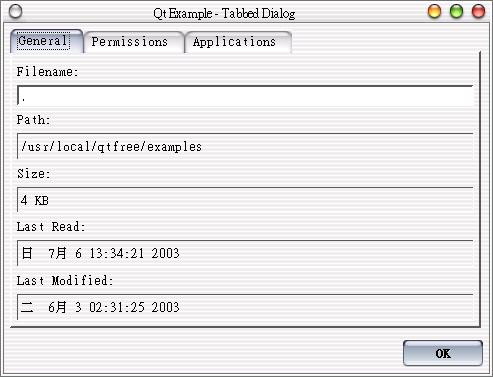 Qt Example - Tabbed Dialog
General Permissions Applications
Filename:
.
Path:
/usr/local/qtfree/examples
Size:
4 KB
Last Read:
日 7月 6 13:34:21 2003
Last Modified:
二 6月 3 02:31:25 2003
OK